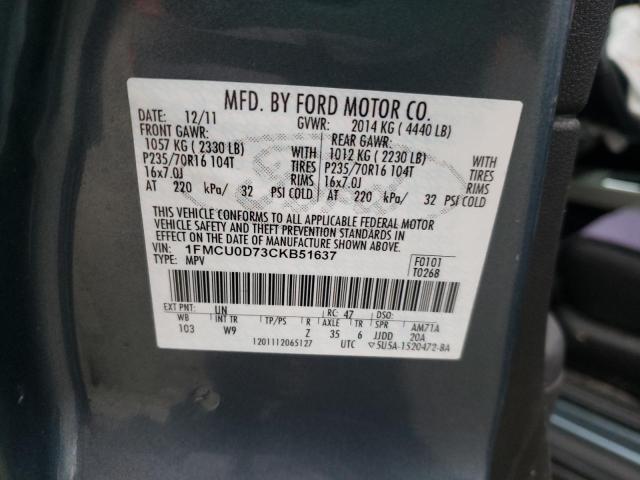 MFD. BY FORD MOTOR CO.
DATE: 12/11 GVWR: 2014 KG ( 4440 LB)
FRONT GAWR: REAR GAWR:
1057 KG ( 2330 LB) WITH 1012 KG ( 2230 LB) WITH
P235/70R16 104T TIRES P235/70R16 104T TIRES
16x7.0J RIMS 16x7.0J RIMS
AT 220 kPa/ 32 PSI COLD AT 220 kPa/ 32 PSI COLD
THIS VEHICLE CONFORMS TO ALL APPLICABLE FEDERAL MOTOR
VEHICLE SAFETY AND THEFT PREVENTION STANDARDS IN
EFFECT ON THE DATE OF MANUFACTURE SHOWN ABOVE.
VIN: 1FMCU0D73CKB51637 F0101
TYPE: MPV T0268
EXT PNT: UN RC: 47 DSO:
WB INT TR TP/PS R AXLE TR SPR AM71A
103 W9 Z 35 6 JJDD 20A
1201112065127 UTC ▽5U5A-1520472-BA